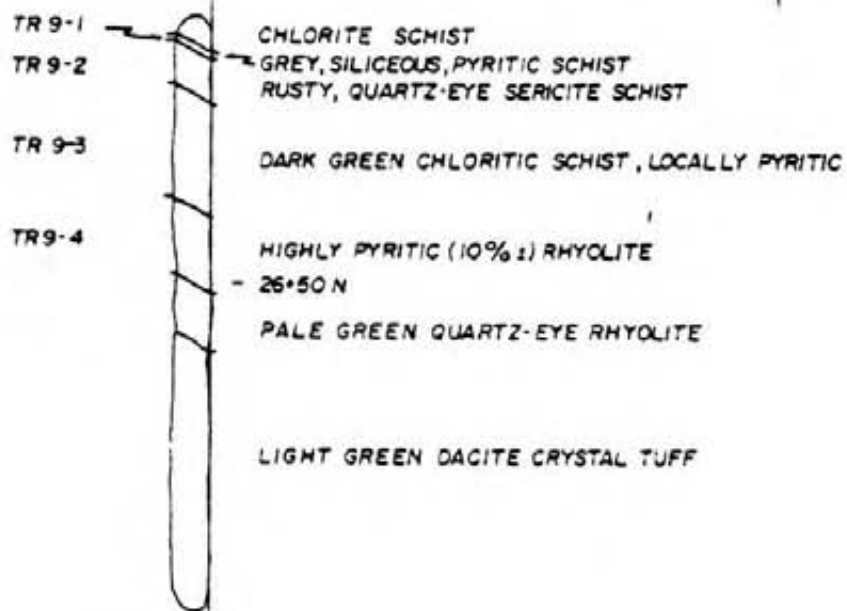 TR 9-1
CHLORITE SCHIST
GREY, SILICEOUS, PYRITIC SCHIST
TR 9-2
RUSTY, QUARTZ-EYE SERICITE SCHIST
TR 9-3
DARK GREEN CHLORITIC SCHIST, LOCALLY PYRITIC
TR9-4
HIGHLY PYRITIC (10% ±) RHYOLITE
- 26+50 N
PALE GREEN QUARTZ-EYE RHYOLITE
LIGHT GREEN DACITE CRYSTAL TUFF